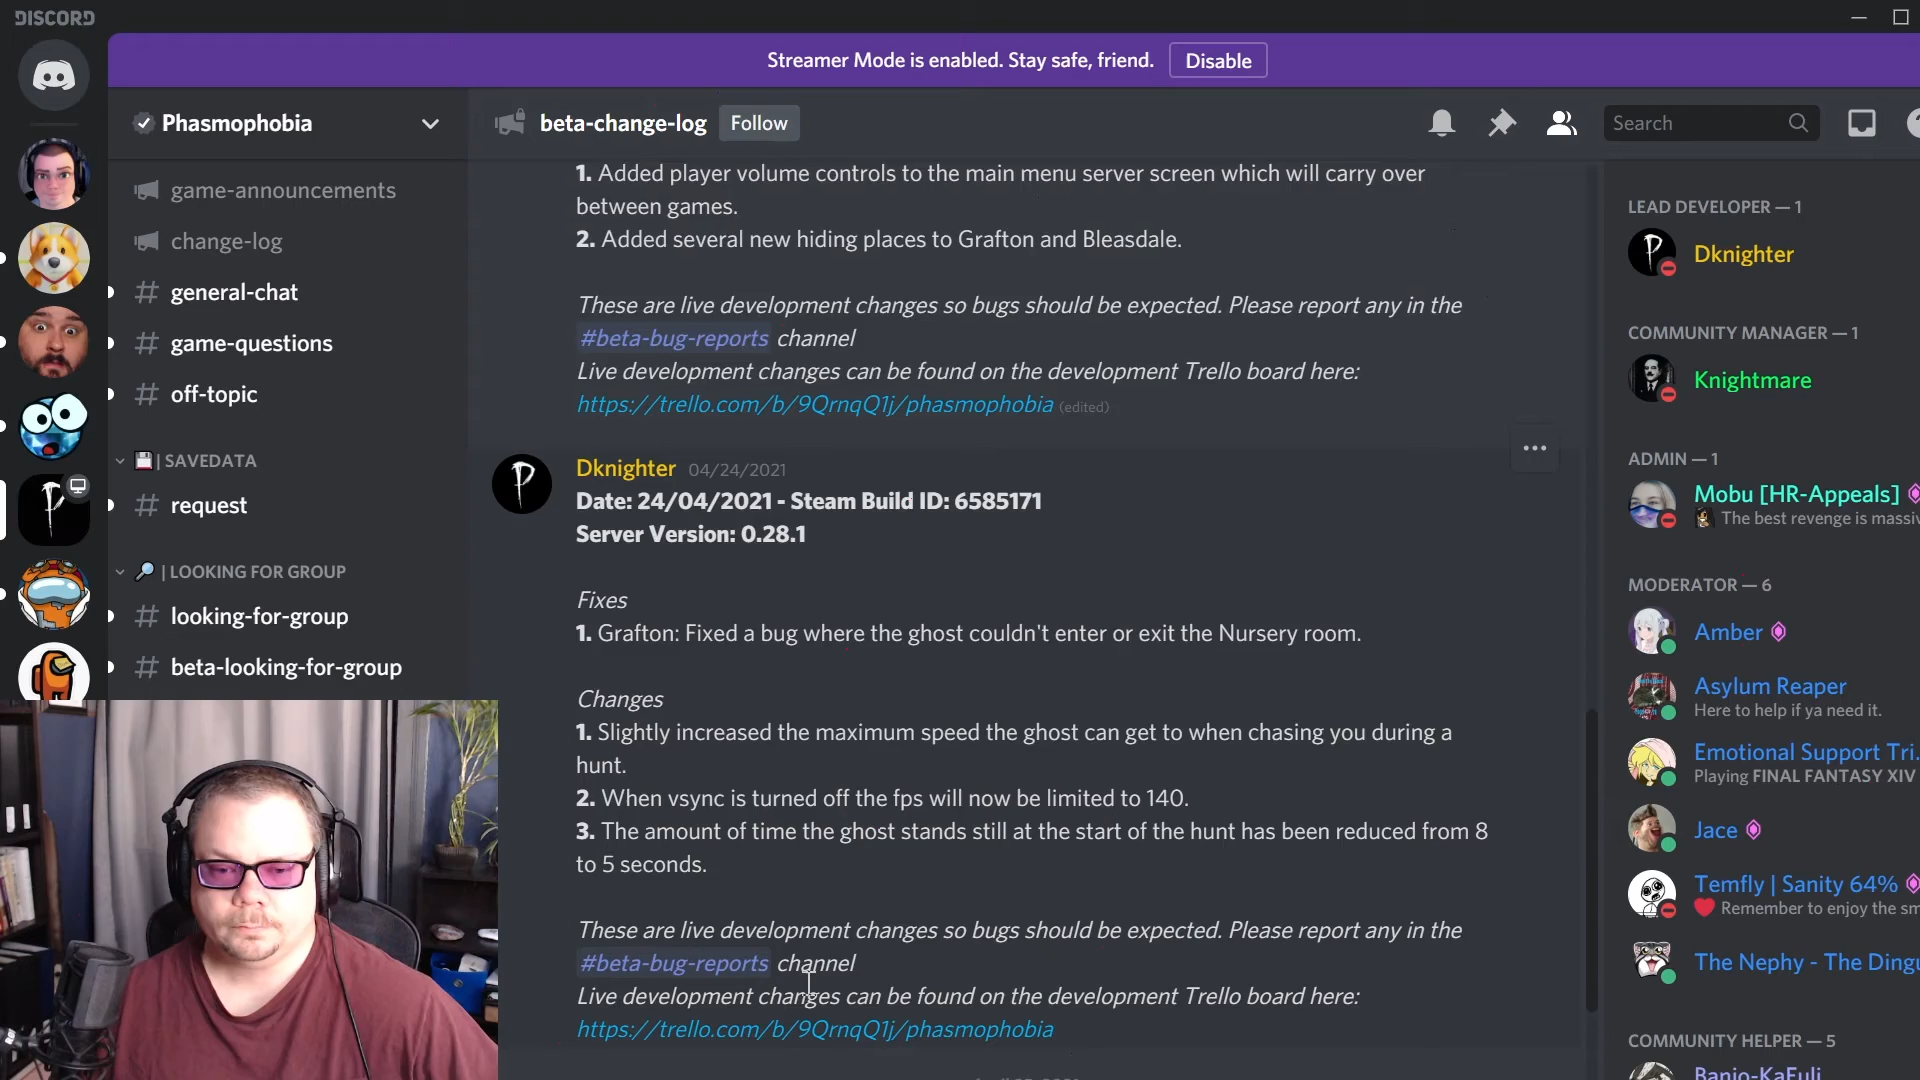 DISCORD
Streamer Mode is enabled. Stay safe, friend.
Disable
Phasmophobia
game-announcements
change-log
general-chat
game-questions
off-topic
| SAVEDATA
request
| LOOKING FOR GROUP
looking-for-group
beta-looking-for-group
beta-change-log
Follow
Search
1. Added player volume controls to the main menu server screen which will carry over
between games.
2. Added several new hiding places to Grafton and Bleasdale.
These are live development changes so bugs should be expected. Please report any in the
#beta-bug-reports channel
Live development changes can be found on the development Trello board here:
https://trello.com/b/9QrnqQ1j/phasmophobia (edited)
Dknighter 04/24/2021
Date: 24/04/2021 - Steam Build ID: 6585171
Server Version: 0.28.1
Fixes
1. Grafton: Fixed a bug where the ghost couldn't enter or exit the Nursery room.
Changes
1. Slightly increased the maximum speed the ghost can get to when chasing you during a
hunt.
2. When vsync is turned off the fps will now be limited to 140.
3. The amount of time the ghost stands still at the start of the hunt has been reduced from 8
to 5 seconds.
These are live development changes so bugs should be expected. Please report any in the
#beta-bug-reports channel
Live development changes can be found on the development Trello board here:
https://trello.com/b/9QrnqQ1j/phasmophobia
LEAD DEVELOPER — 1
Dknighter
COMMUNITY MANAGER — 1
Knightmare
ADMIN — 1
Mobu [HR-Appeals]
The best revenge is massiv
MODERATOR — 6
Amber
Asylum Reaper
Here to help if ya need it.
Emotional Support Tri...
Playing FINAL FANTASY XIV
Jace
Temfly | Sanity 64%
Remember to enjoy the sm
The Nephy - The Dingu
COMMUNITY HELPER — 5
Banjo-KaFuli